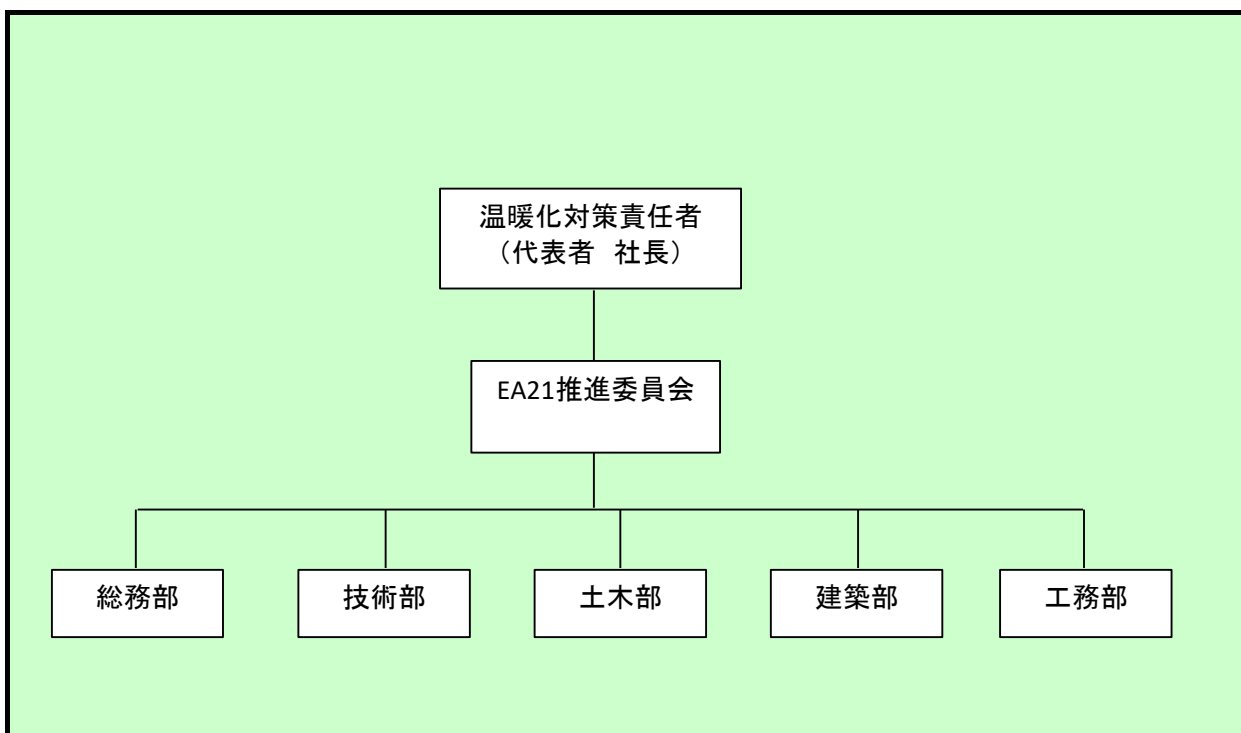 温暖化対策責任者
（代表者　社長）
EA21推進委員会
総務部
技術部
土木部
建築部
工務部